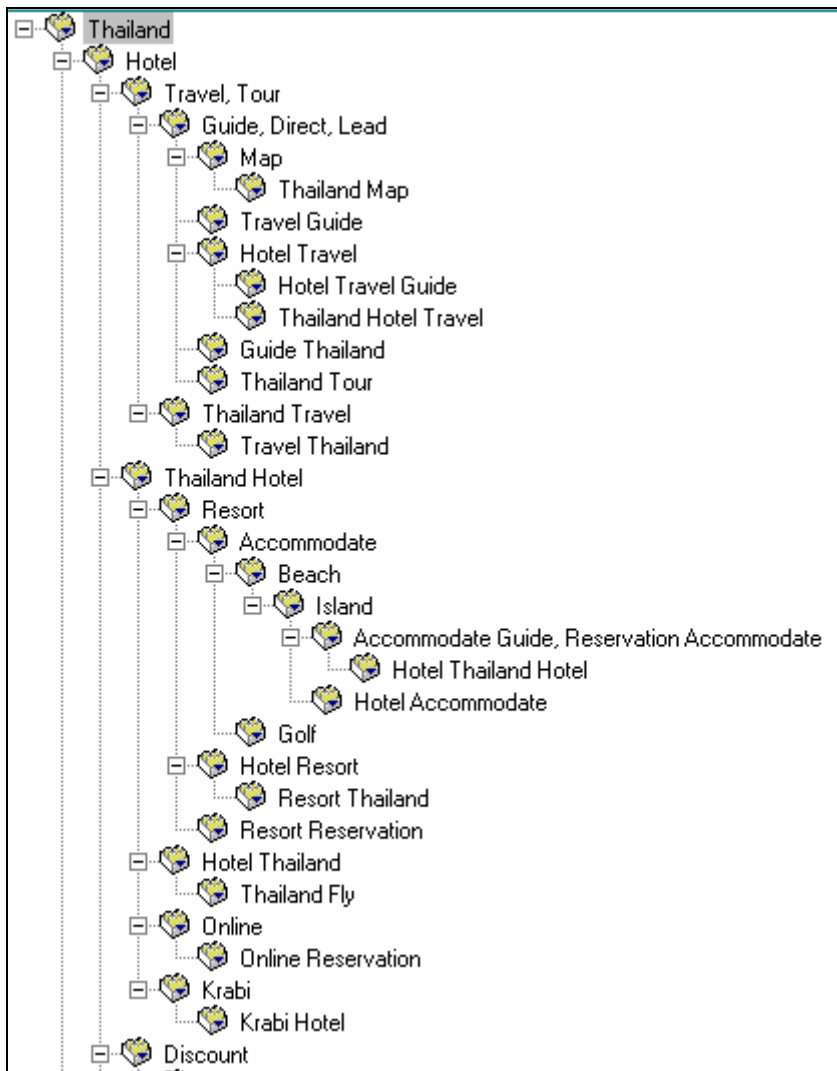 Thailand
Hotel
Travel, Tour
Guide, Direct, Lead
Map
Thailand Map
Travel Guide
Hotel Travel
Hotel Travel Guide
Thailand Hotel Travel
Guide Thailand
Thailand Tour
Thailand Travel
Travel Thailand
Thailand Hotel
Resort
Accommodate
Beach
Island
Accommodate Guide, Reservation Accommodate
Hotel Thailand Hotel
Hotel Accommodate
Golf
Hotel Resort
Resort Thailand
Resort Reservation
Hotel Thailand
Thailand Fly
Online
Online Reservation
Krabi
Krabi Hotel
Discount